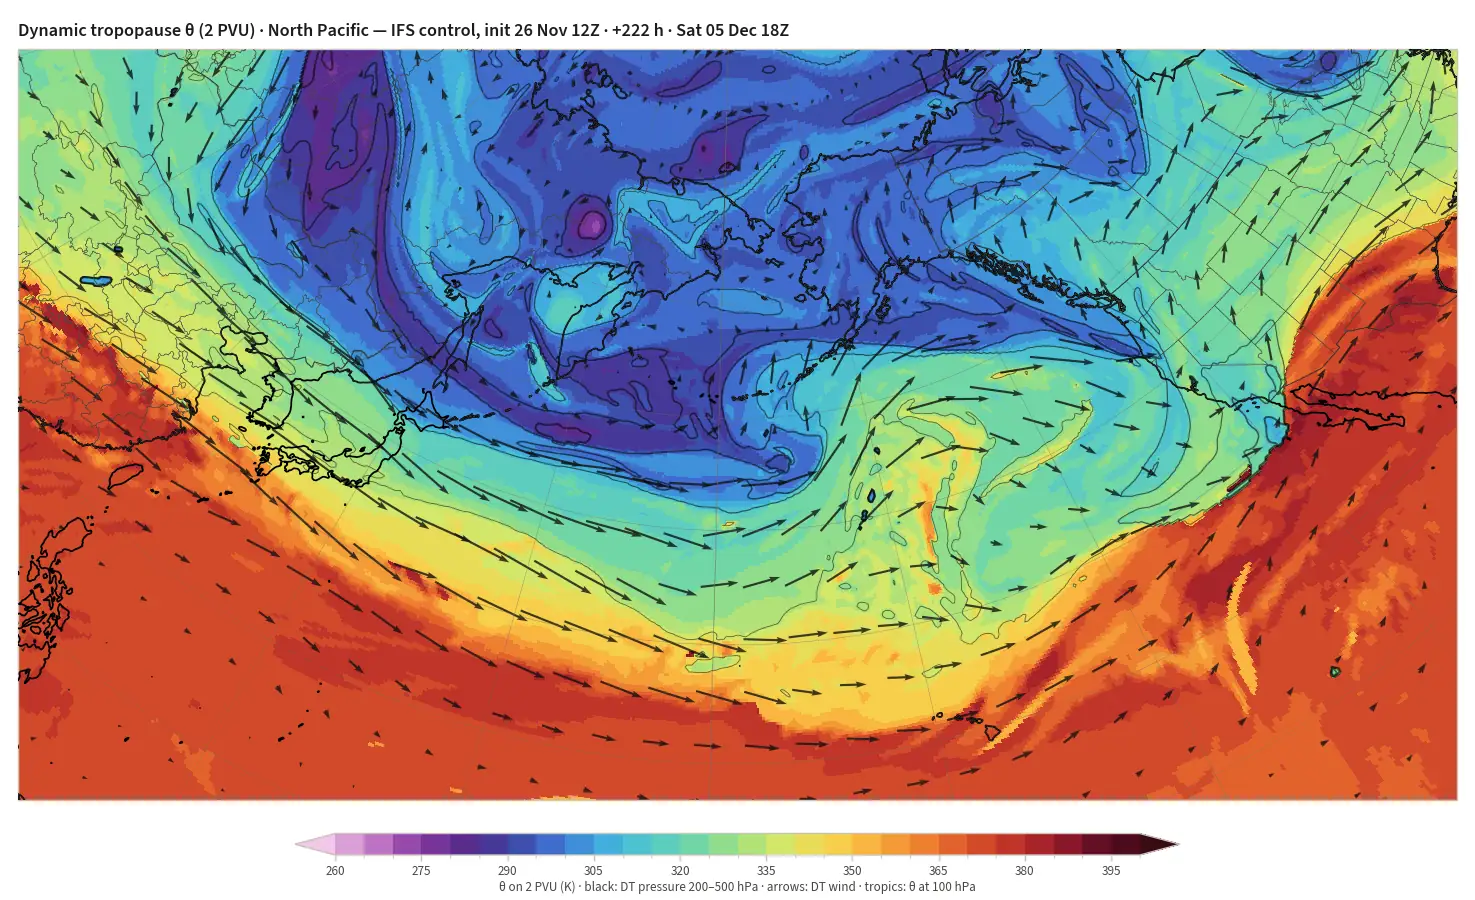 Dynamic tropopause θ (2 PVU) · North Pacific — IFS control, init 26 Nov 12Z · +222 h · Sat 05 Dec 18Z
260 275 290 305 320 335 350 365 380 395
θ on 2 PVU (K) · black: DT pressure 200–500 hPa · arrows: DT wind · tropics: θ at 100 hPa